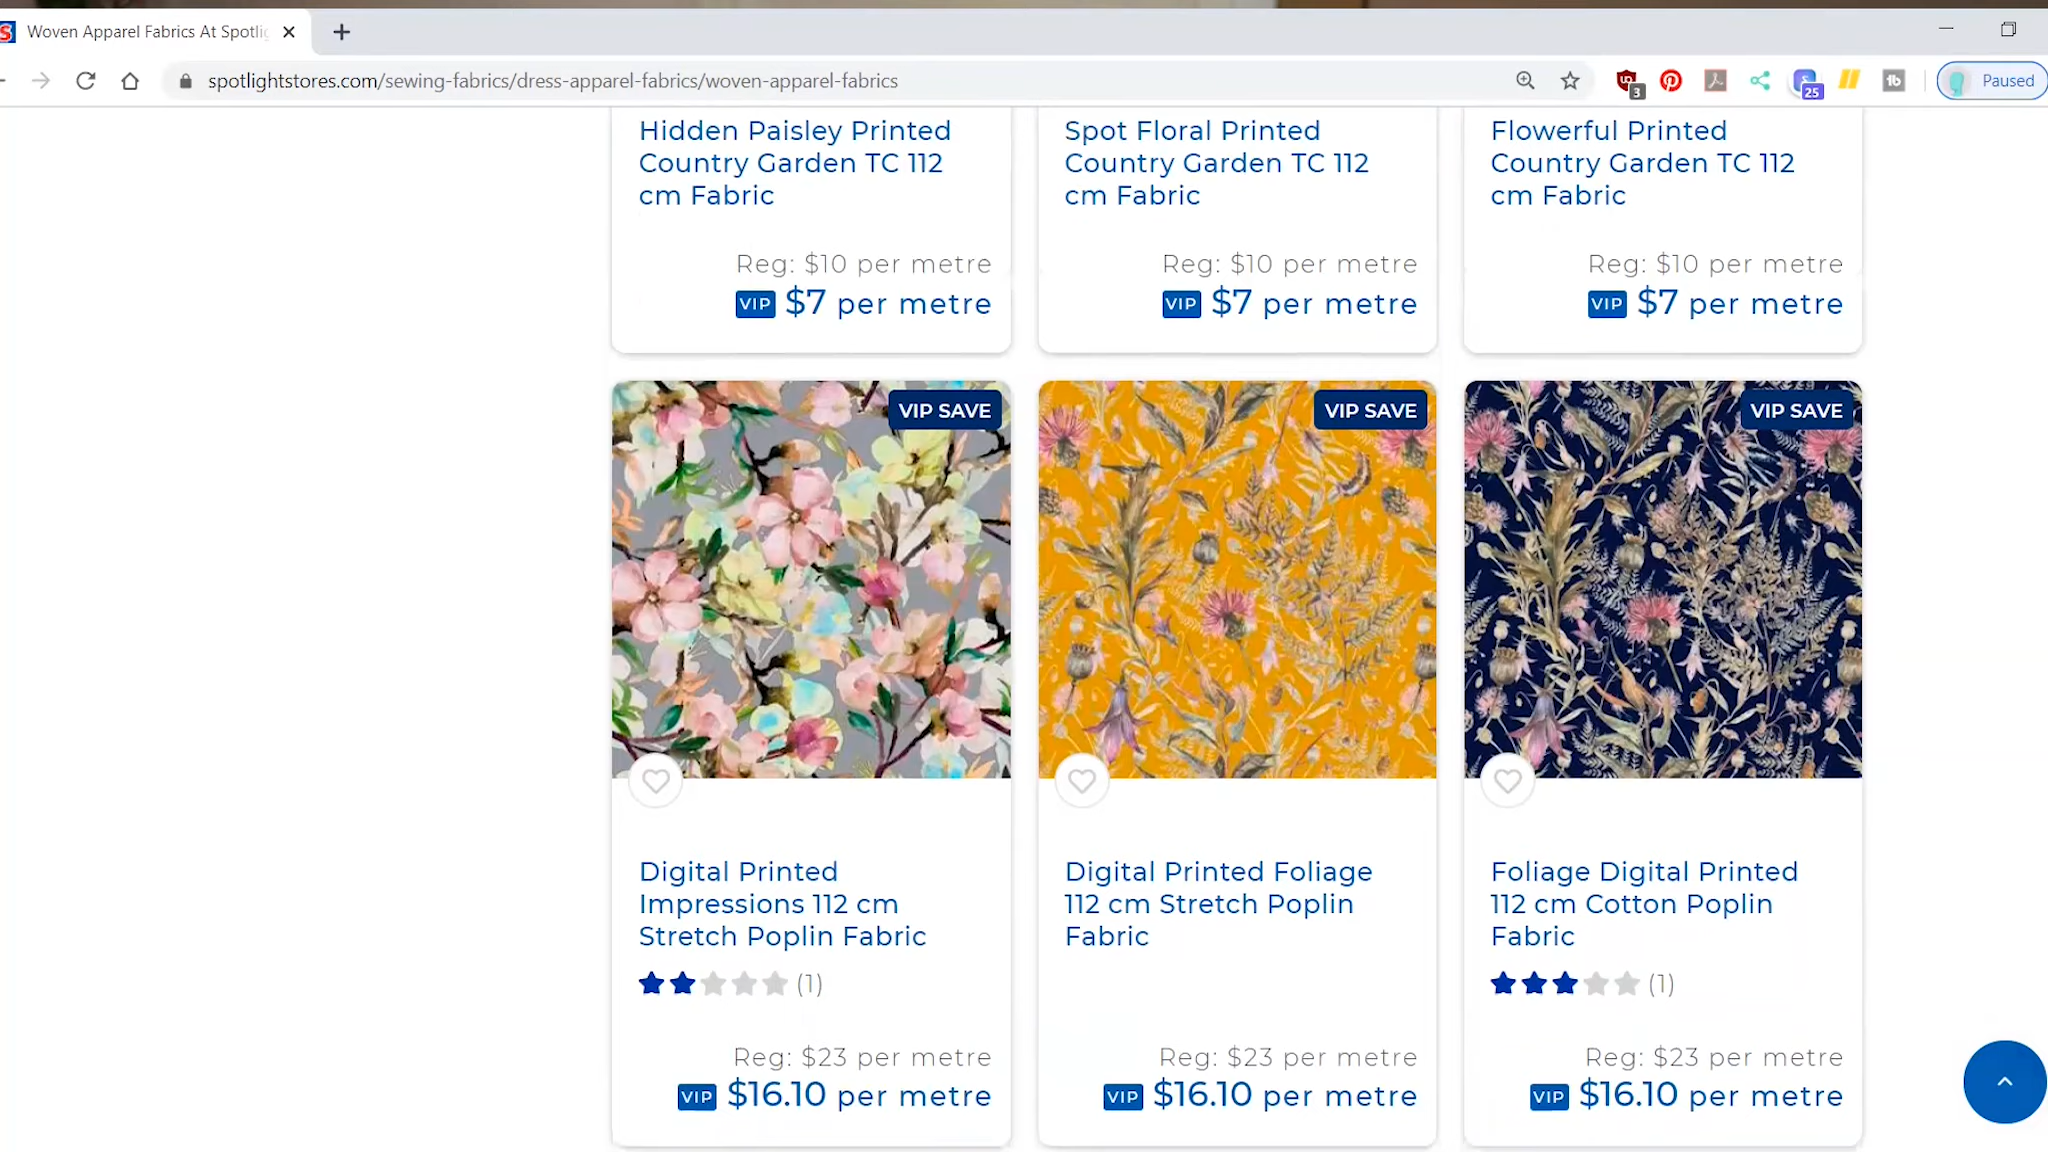 Woven Apparel Fabrics At Spotli
spotlightstores.com/sewing-fabrics/dress-apparel-fabrics/woven-apparel-fabrics
3
25
Paused
Hidden Paisley Printed
Country Garden TC 112
cm Fabric
Reg: $10 per metre
VIP $7 per metre
Spot Floral Printed
Country Garden TC 112
cm Fabric
Reg: $10 per metre
VIP $7 per metre
Flowerful Printed
Country Garden TC 112
cm Fabric
Reg: $10 per metre
VIP $7 per metre
VIP SAVE
Digital Printed
Impressions 112 cm
Stretch Poplin Fabric
(1)
Reg: $23 per metre
VIP $16.10 per metre
VIP SAVE
Digital Printed Foliage
112 cm Stretch Poplin
Fabric
Reg: $23 per metre
VIP $16.10 per metre
VIP SAVE
Foliage Digital Printed
112 cm Cotton Poplin
Fabric
(1)
Reg: $23 per metre
VIP $16.10 per metre